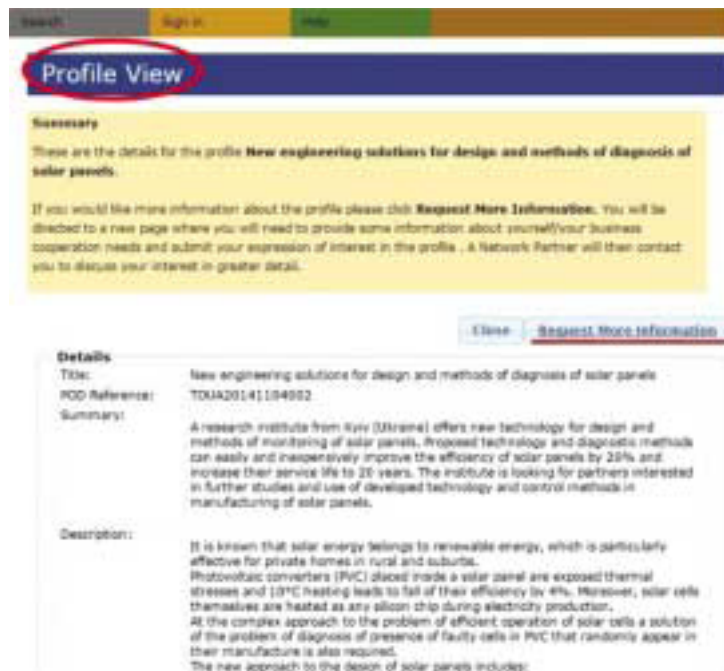 Search Sign in Help
Profile View
Summary
These are the details for the profile New engineering solutions for design and methods of diagnosis of
solar panels.
If you would like more information about the profile please click Request More Information. You will be
directed to a new page where you will need to provide some information about yourself/your business
cooperation needs and submit your expression of interest in the profile . A Network Partner will then contact
you to discuss your interest in greater detail.
Close Request More Information
Details
Title: New engineering solutions for design and methods of diagnosis of solar panels
POD Reference: TOUA20141104002
Summary:
A research institute from Kyiv (Ukraine) offers new technology for design and
methods of monitoring of solar panels. Proposed technology and diagnostic methods
can easily and inexpensively improve the efficiency of solar panels by 20% and
increase their service life to 20 years. The institute is looking for partners interested
in further studies and use of developed technology and control methods in
manufacturing of solar panels.
Description:
It is known that solar energy belongs to renewable energy, which is particularly
effective for private homes in rural and suburbs.
Photovoltaic converters (PVC) placed inside a solar panel are exposed thermal
stresses and 10°C heating leads to fall of their efficiency by 4%. Moreover, solar cells
themselves are heated as any silicon chip during electricity production.
At the complex approach to the problem of efficient operation of solar cells a solution
of the problem of diagnosis of presence of faulty cells in PVC that randomly appear in
their manufacture is also required.
The new approach to the design of solar panels includes: